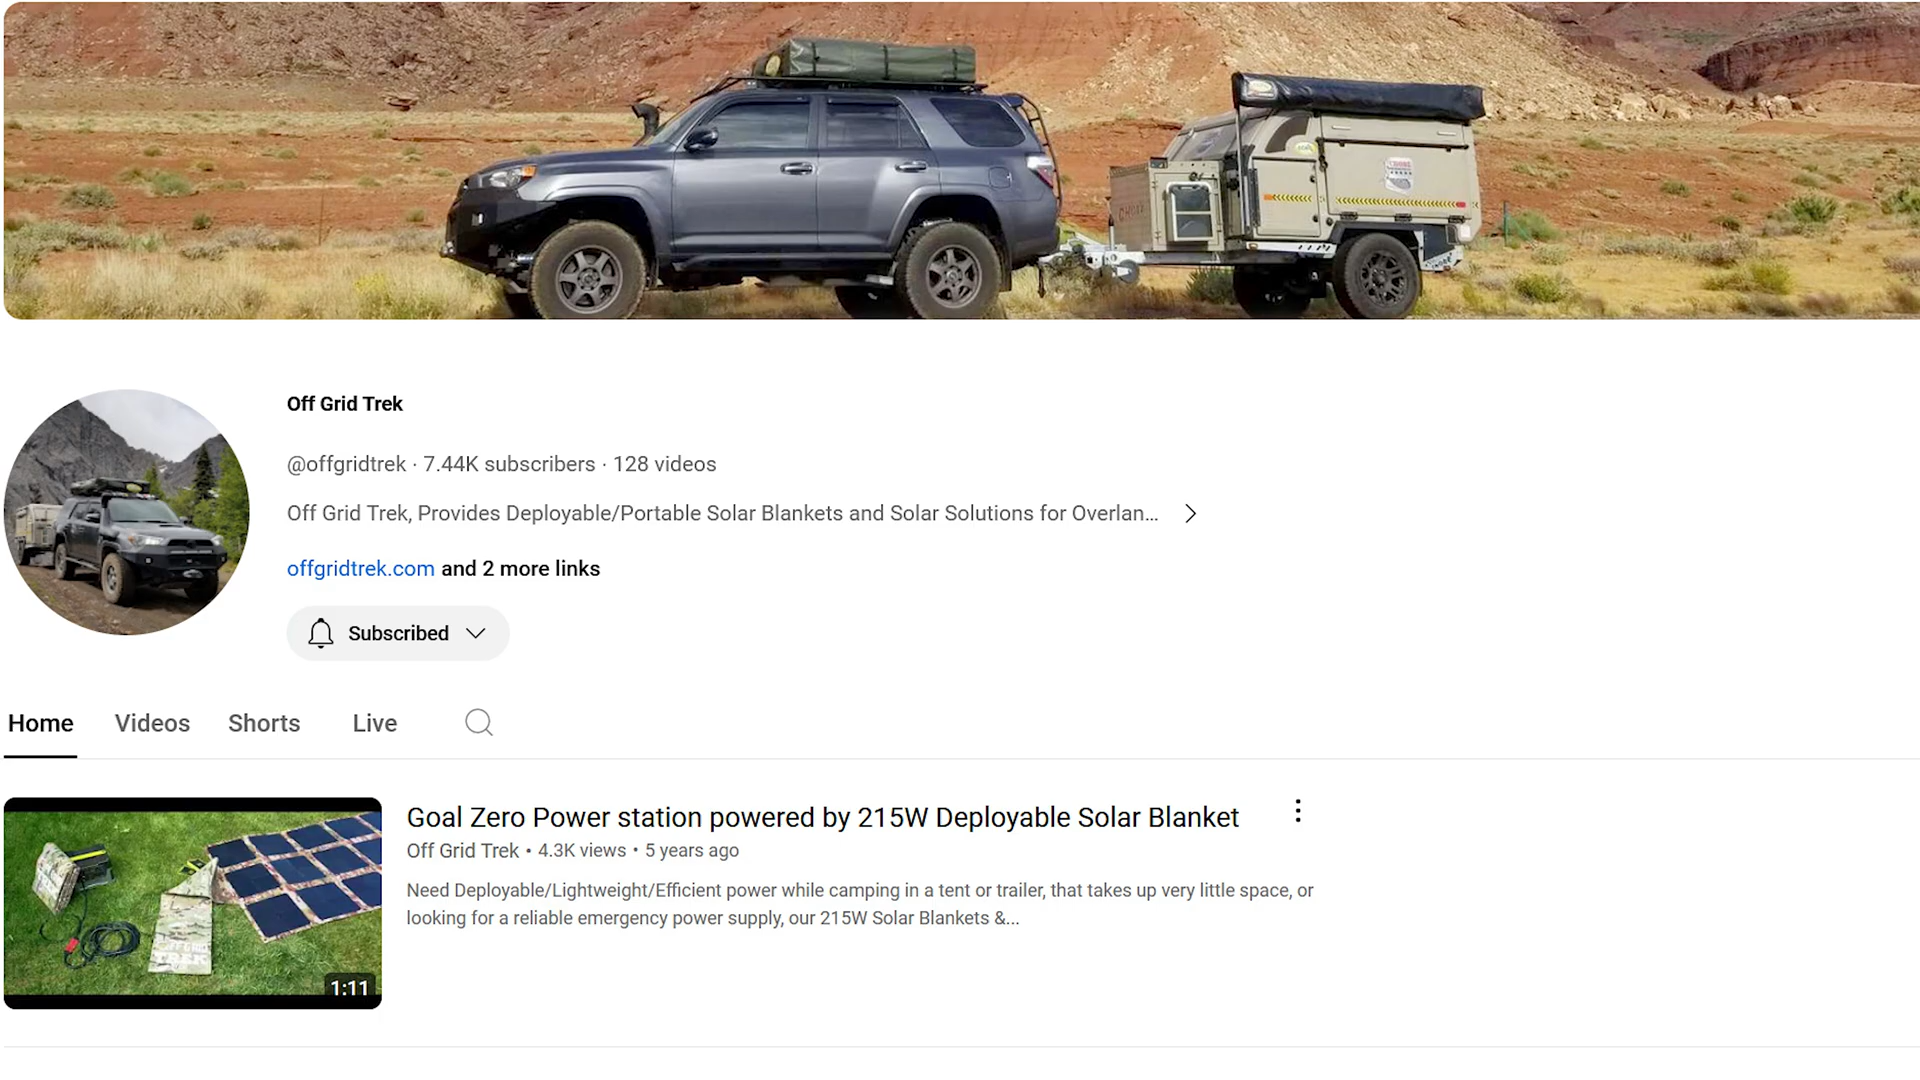 Off Grid Trek
@offgridtrek · 7.44K subscribers · 128 videos
Off Grid Trek, Provides Deployable/Portable Solar Blankets and Solar Solutions for Overlan...
offgridtrek.com and 2 more links
Subscribed
Home Videos Shorts Live
Goal Zero Power station powered by 215W Deployable Solar Blanket
Off Grid Trek • 4.3K views • 5 years ago
Need Deployable/Lightweight/Efficient power while camping in a tent or trailer, that takes up very little space, or
looking for a reliable emergency power supply, our 215W Solar Blankets &...
OFF GRID
TREK
1:11